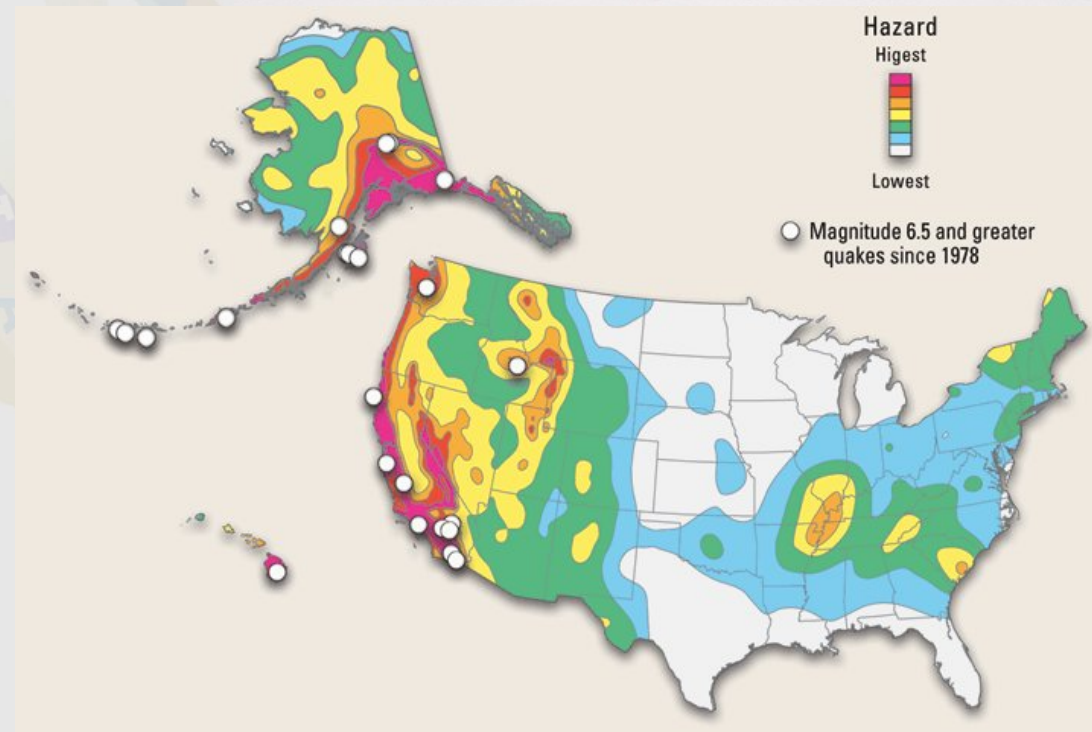 Hazard
Higest
Lowest
Magnitude 6.5 and greater
quakes since 1978